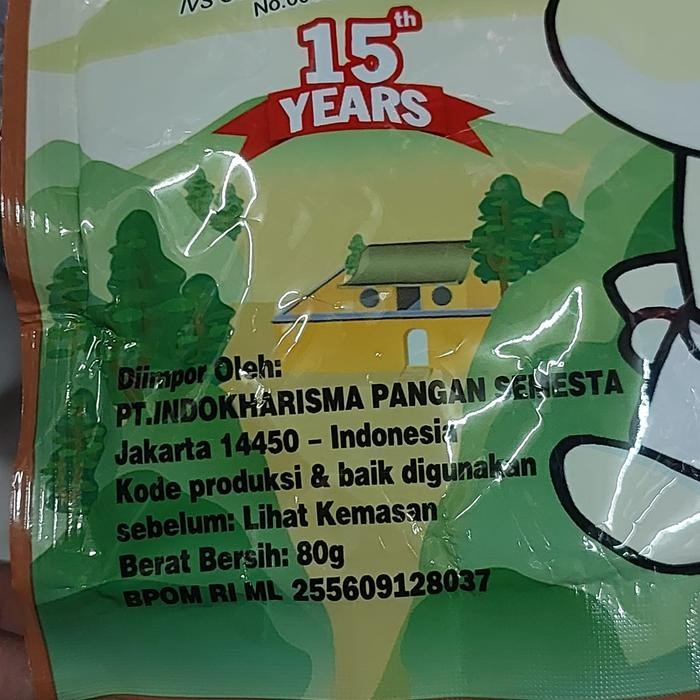 15th
YEARS
Diimpor Oleh:
PT.INDOKHARISMA PANGAN SEMESTA
Jakarta 14450 – Indonesia
Kode produksi & baik digunakan
sebelum: Lihat Kemasan
Berat Bersih: 80g
BPOM RI ML 255609128037